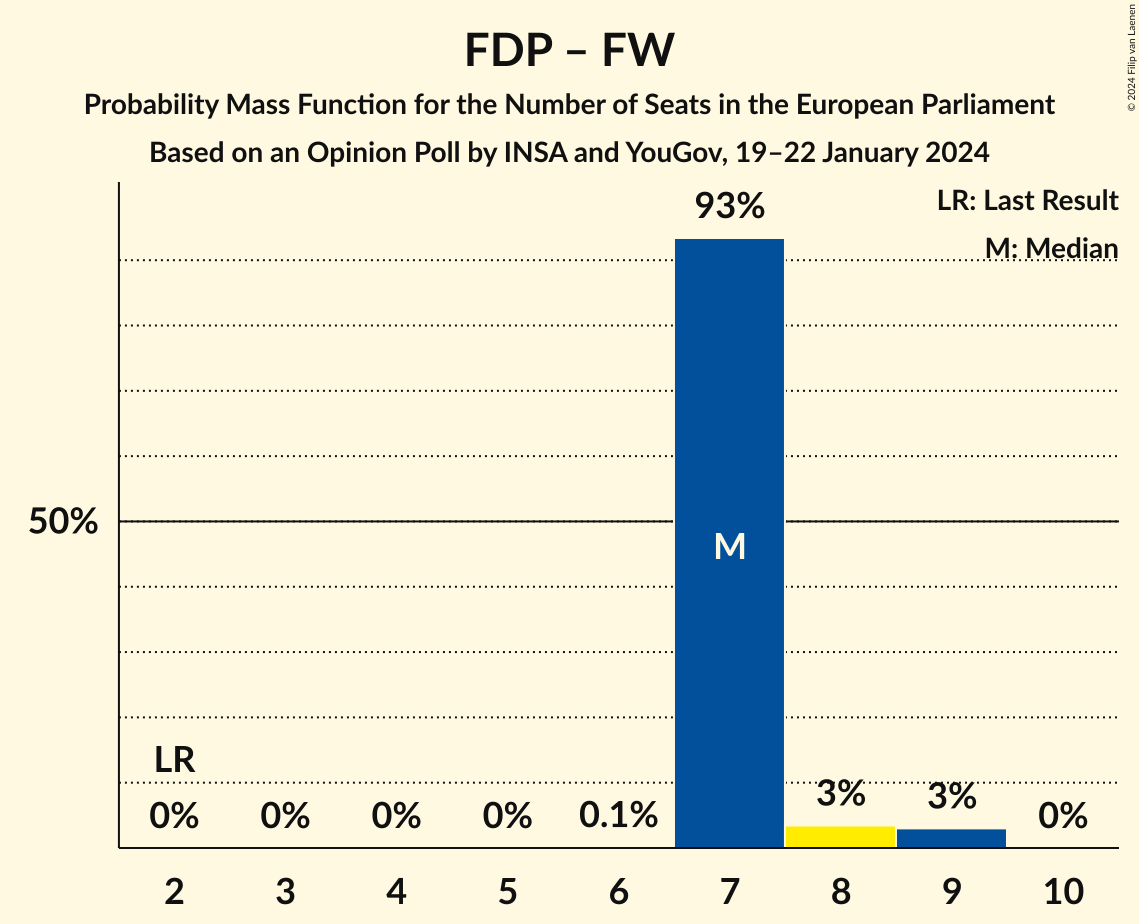 FDP – FW
Probability Mass Function for the Number of Seats in the European Parliament
Based on an Opinion Poll by INSA and YouGov, 19–22 January 2024
© 2024 Filip van Laenen
LR: Last Result
M: Median
93%
50%
M
LR
0% 0% 0% 0% 0.1% 3% 3% 0%
2 3 4 5 6 7 8 9 10